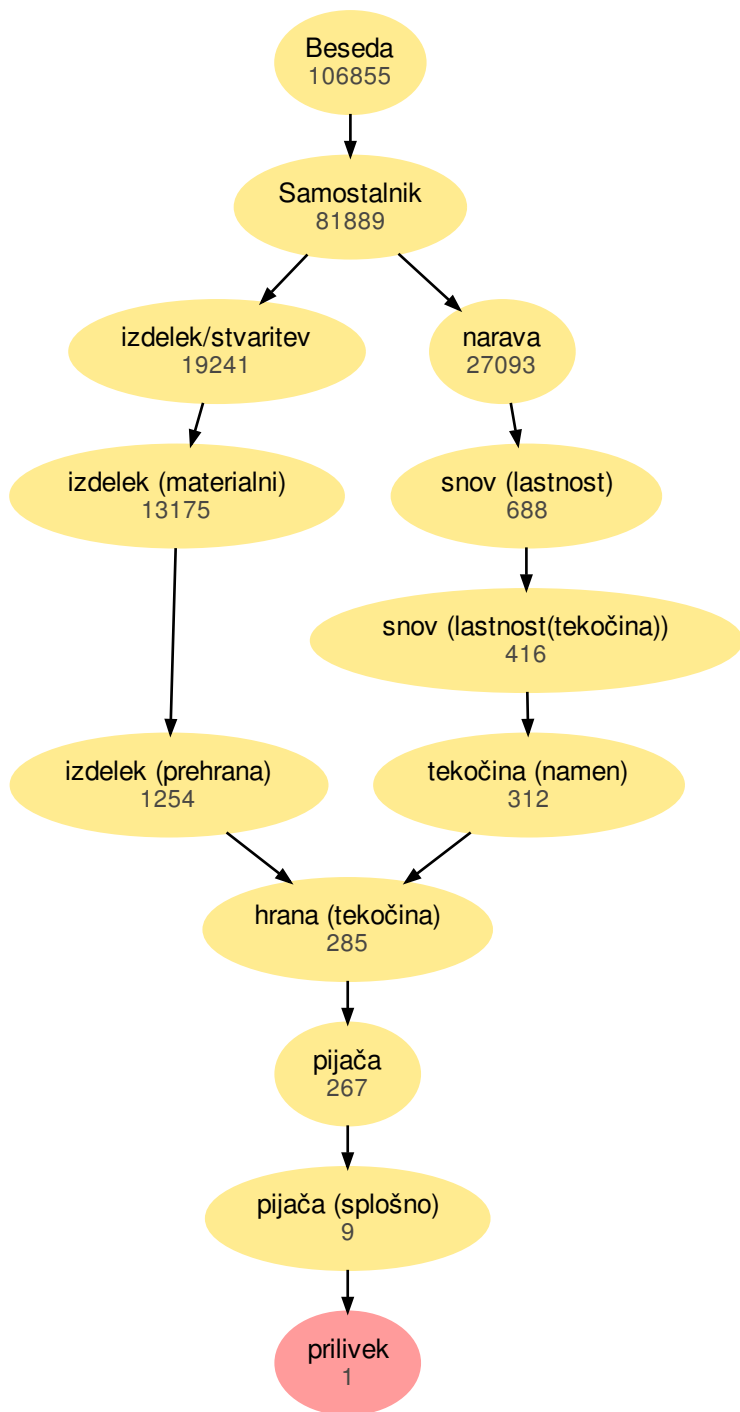 Beseda
106855
Samostalnik
81889
izdelek/stvaritev
19241
narava
27093
izdelek (materialni)
13175
snov (lastnost)
688
snov (lastnost(tekočina))
416
izdelek (prehrana)
1254
tekočina (namen)
312
hrana (tekočina)
285
pijača
267
pijača (splošno)
9
prilivek
1